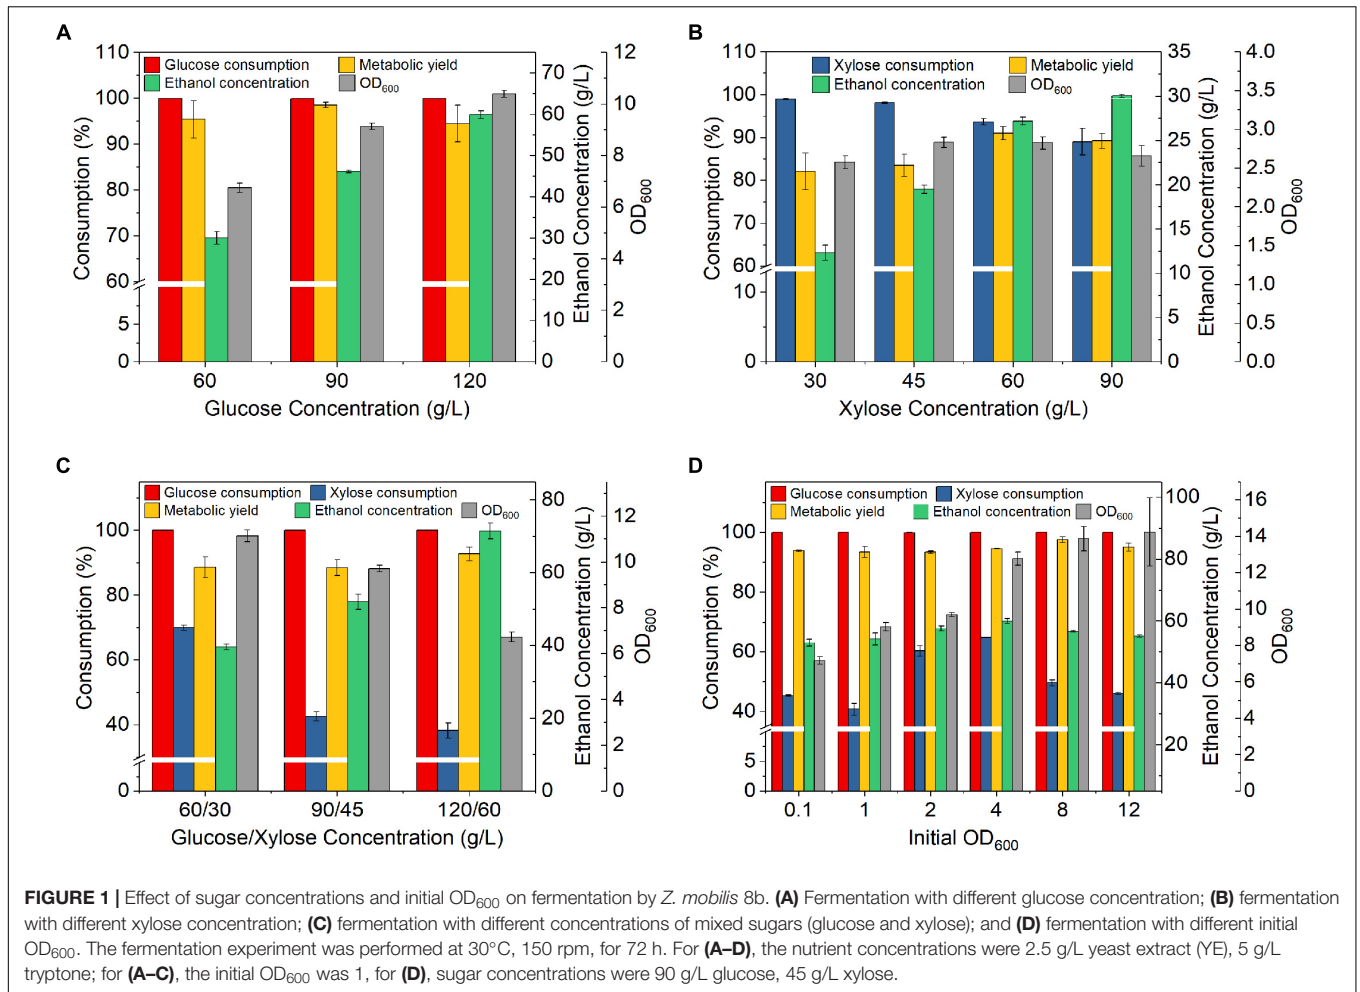 A
Glucose consumption
Metabolic yield
Ethanol concentration
OD600
110
100
90
80
70
60
5
0
Consumption (%)
70
60
50
40
30
20
10
0
Ethanol Concentration (g/L)
12
10
8
6
4
2
0
OD600
60 90 120
Glucose Concentration (g/L)
B
Xylose consumption
Metabolic yield
Ethanol concentration
OD600
110
100
90
80
70
60
10
0
Consumption (%)
35
30
25
20
15
10
5
0
Ethanol Concentration (g/L)
4.0
3.5
3.0
2.5
2.0
1.5
1.0
0.5
0.0
OD600
30 45 60 90
Xylose Concentration (g/L)
C
Glucose consumption
Xylose consumption
Metabolic yield
Ethanol concentration
OD600
100
80
60
40
0
Consumption (%)
80
60
40
20
0
Ethanol Concentration (g/L)
12
10
8
6
4
2
0
OD600
60/30 90/45 120/60
Glucose/Xylose Concentration (g/L)
D
Glucose consumption
Xylose consumption
Metabolic yield
Ethanol concentration
OD600
100
80
60
40
5
0
Consumption (%)
100
80
60
40
20
Ethanol Concentration (g/L)
16
14
12
10
8
6
4
2
0
OD600
0.1 1 2 4 8 12
Initial OD600
FIGURE 1 | Effect of sugar concentrations and initial OD600 on fermentation by Z. mobilis 8b. (A) Fermentation with different glucose concentration; (B) fermentation
with different xylose concentration; (C) fermentation with different concentrations of mixed sugars (glucose and xylose); and (D) fermentation with different initial
OD600. The fermentation experiment was performed at 30°C, 150 rpm, for 72 h. For (A–D), the nutrient concentrations were 2.5 g/L yeast extract (YE), 5 g/L
tryptone; for (A–C), the initial OD600 was 1, for (D), sugar concentrations were 90 g/L glucose, 45 g/L xylose.